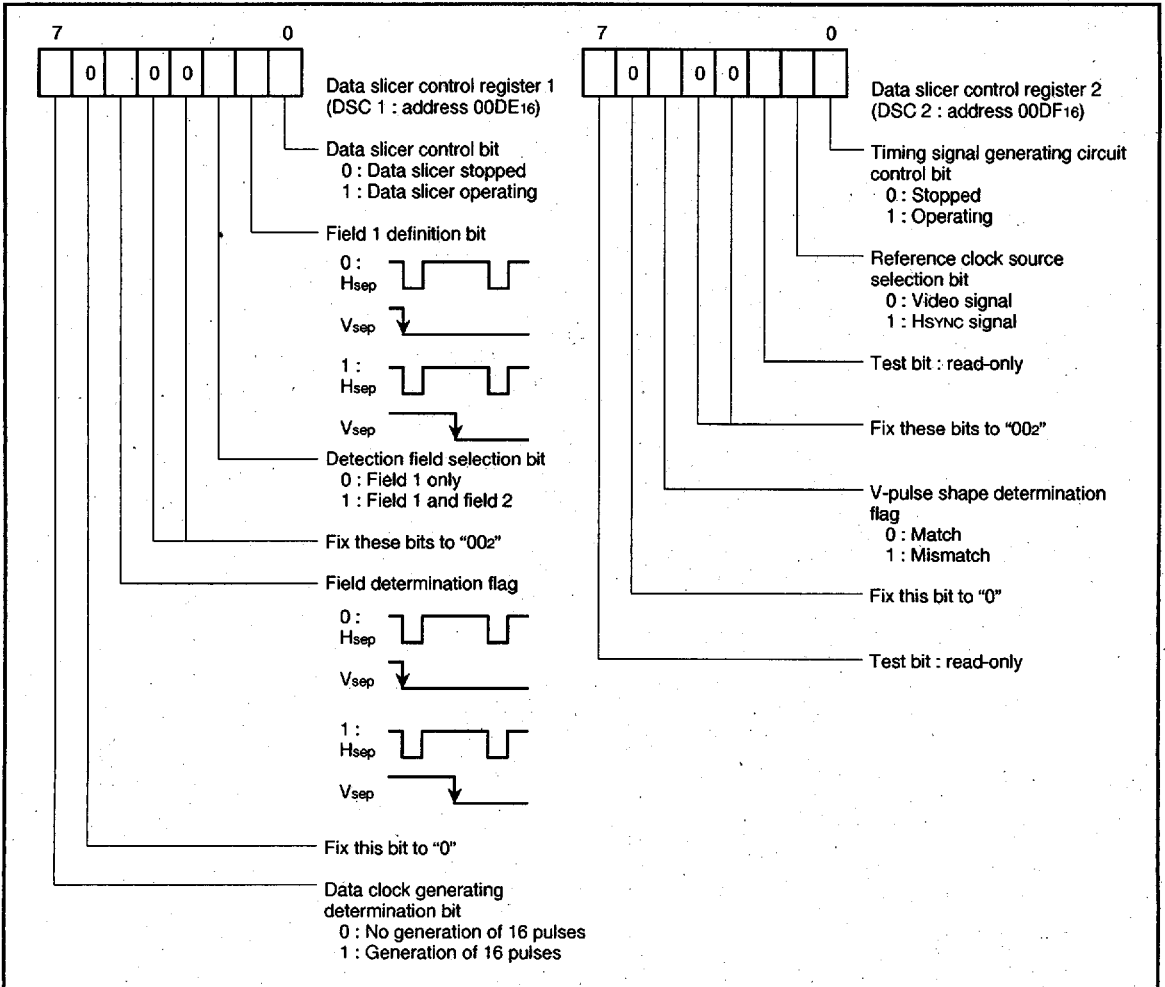 7 0
0 0 0
Data slicer control register 1
(DSC 1 : address 00DE16)
Data slicer control bit
0 : Data slicer stopped
1 : Data slicer operating
Field 1 definition bit
0 :
Hsep
Vsep
1 :
Hsep
Vsep
Detection field selection bit
0 : Field 1 only
1 : Field 1 and field 2
Fix these bits to “002”
Field determination flag
0 :
Hsep
Vsep
1 :
Hsep
Vsep
Fix this bit to “0”
Data clock generating
determination bit
0 : No generation of 16 pulses
1 : Generation of 16 pulses
7 0
0 0 0
Data slicer control register 2
(DSC 2 : address 00DF16)
Timing signal generating circuit
control bit
0 : Stopped
1 : Operating
Reference clock source
selection bit
0 : Video signal
1 : HSYNC signal
Test bit : read-only
Fix these bits to “002”
V-pulse shape determination
flag
0 : Match
1 : Mismatch
Fix this bit to “0”
Test bit : read-only